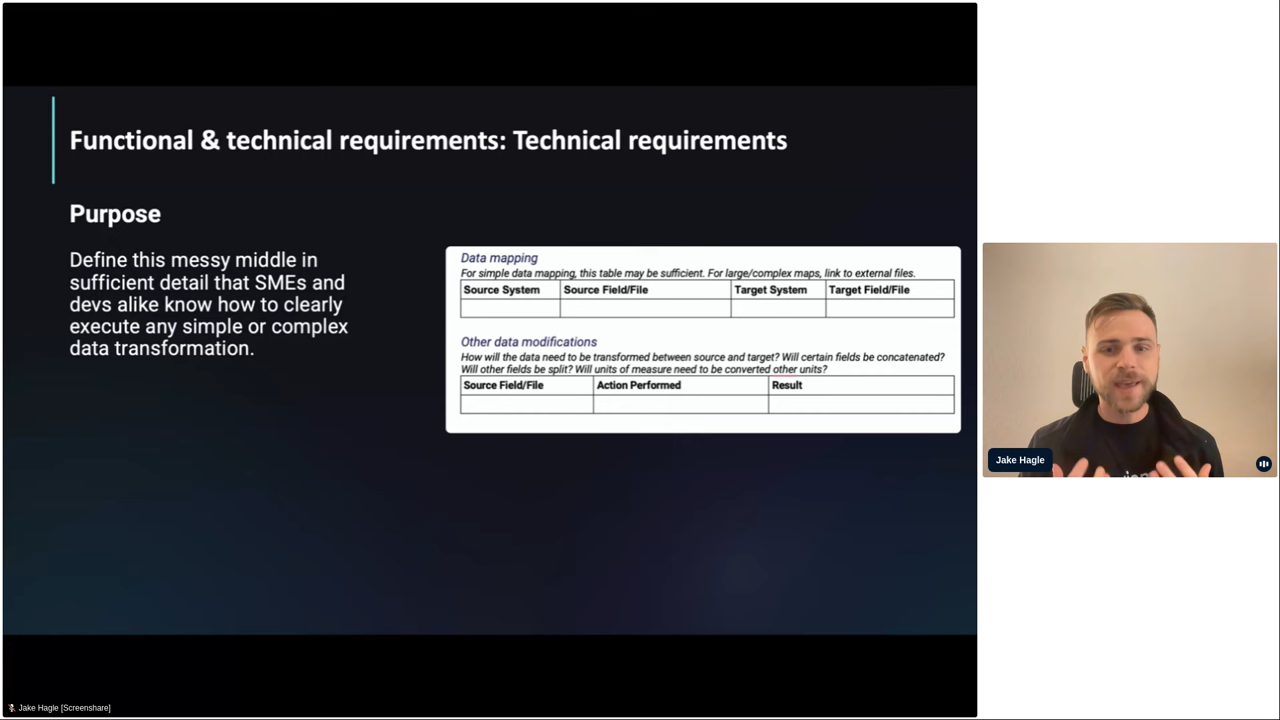 Functional & technical requirements: Technical requirements
Purpose
Define this messy middle in
sufficient detail that SMEs and
devs alike know how to clearly
execute any simple or complex
data transformation.
Data mapping
For simple data mapping, this table may be sufficient. For large/complex maps, link to external files.
Source System Source Field/File Target System Target Field/File
Other data modifications
How will the data need to be transformed between source and target? Will certain fields be concatenated?
Will other fields be split? Will units of measure need to be converted other units?
Source Field/File Action Performed Result
Jake Hagle
Jake Hagle [Screenshare]